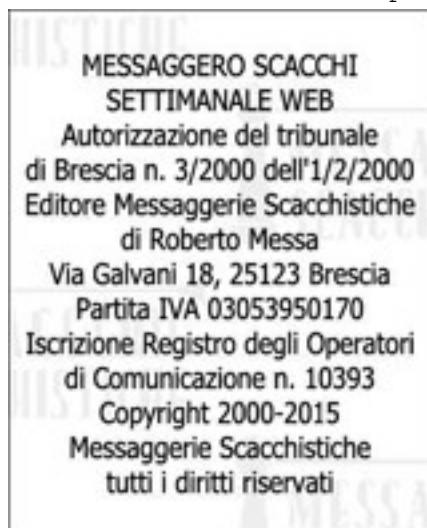 MESSAGGERO SCACCHI
SETTIMANALE WEB
Autorizzazione del tribunale
di Brescia n. 3/2000 dell'1/2/2000
Editore Messaggerie Scacchistiche
di Roberto Messa
Via Galvani 18, 25123 Brescia
Partita IVA 03053950170
Iscrizione Registro degli Operatori
di Comunicazione n. 10393
Copyright 2000-2015
Messaggerie Scacchistiche
tutti i diritti riservati